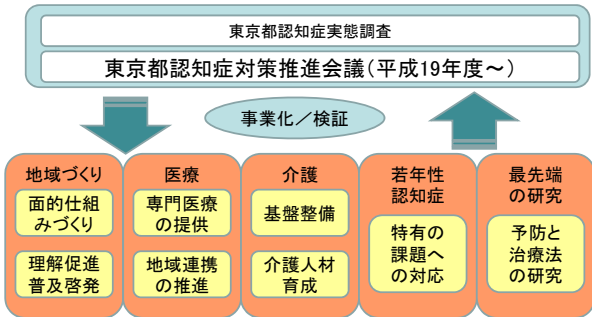 東京都認知症実態調査
東京都認知症対策推進会議(平成19年度～)
事業化／検証
地域づくり
面的仕組
みづくり
理解促進
普及啓発
医療
専門医療
の提供
地域連携
の推進
介護
基盤整備
介護人材
育成
若年性
認知症
特有の
課題へ
の対応
最先端
の研究
予防と
治療法
の研究